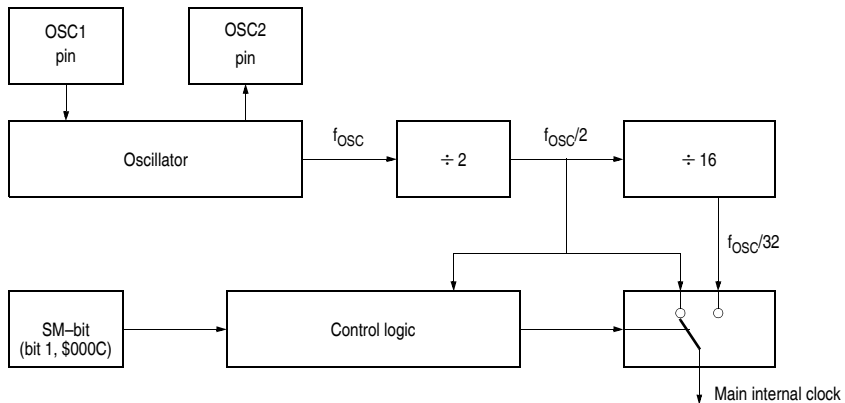 OSC1
pin
OSC2
pin
Oscillator
fOSC
÷ 2
fOSC/2
÷ 16
fOSC/32
SM–bit
(bit 1, $000C)
Control logic
Main internal clock